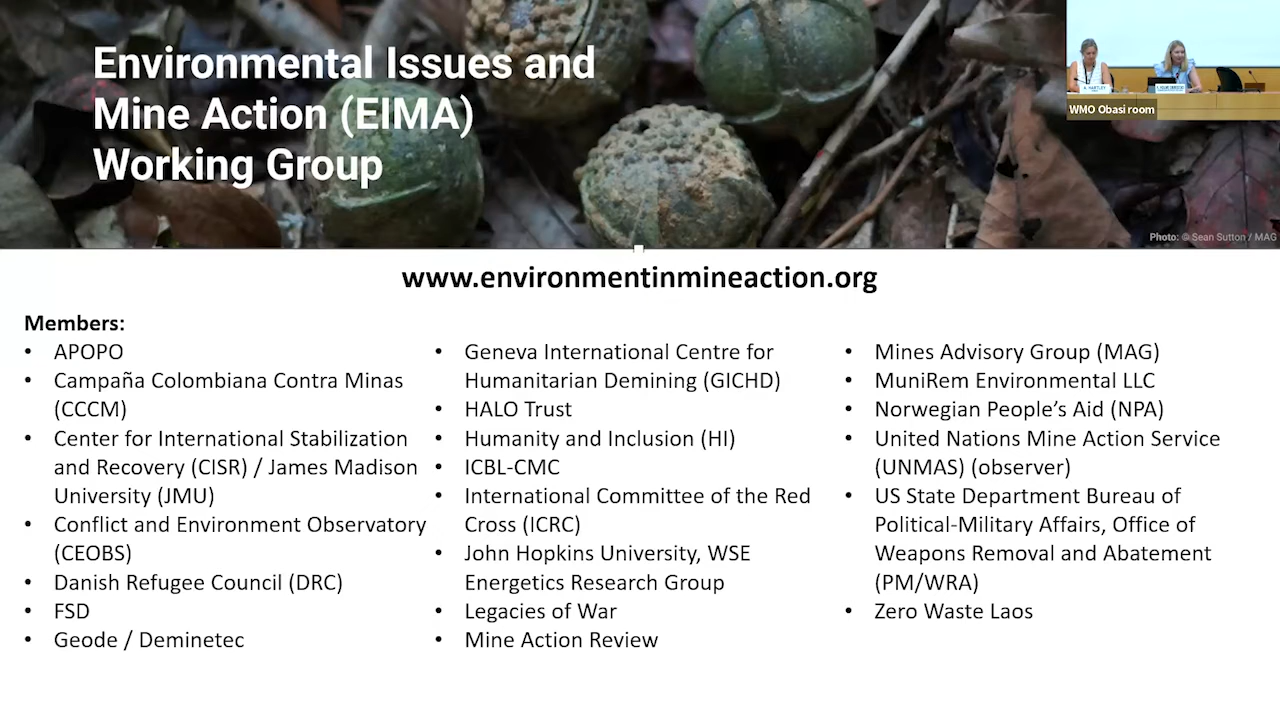 Environmental Issues and
Mine Action (EIMA)
Working Group
WMO Obasi room
Photo: © Sean Sutton / MAG
www.environmentinmineaction.org
Members:
• APOPO
• Campaña Colombiana Contra Minas
(CCCM)
• Center for International Stabilization
and Recovery (CISR) / James Madison
University (JMU)
• Conflict and Environment Observatory
(CEOBS)
• Danish Refugee Council (DRC)
• FSD
• Geode / Deminetec
• Geneva International Centre for
Humanitarian Demining (GICHD)
• HALO Trust
• Humanity and Inclusion (HI)
• ICBL-CMC
• International Committee of the Red
Cross (ICRC)
• John Hopkins University, WSE
Energetics Research Group
• Legacies of War
• Mine Action Review
• Mines Advisory Group (MAG)
• MuniRem Environmental LLC
• Norwegian People’s Aid (NPA)
• United Nations Mine Action Service
(UNMAS) (observer)
• US State Department Bureau of
Political-Military Affairs, Office of
Weapons Removal and Abatement
(PM/WRA)
• Zero Waste Laos